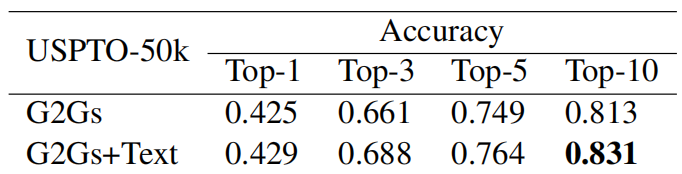 USPTO-50k Accuracy
Top-1 Top-3 Top-5 Top-10
G2Gs 0.425 0.661 0.749 0.813
G2Gs+Text 0.429 0.688 0.764 0.831